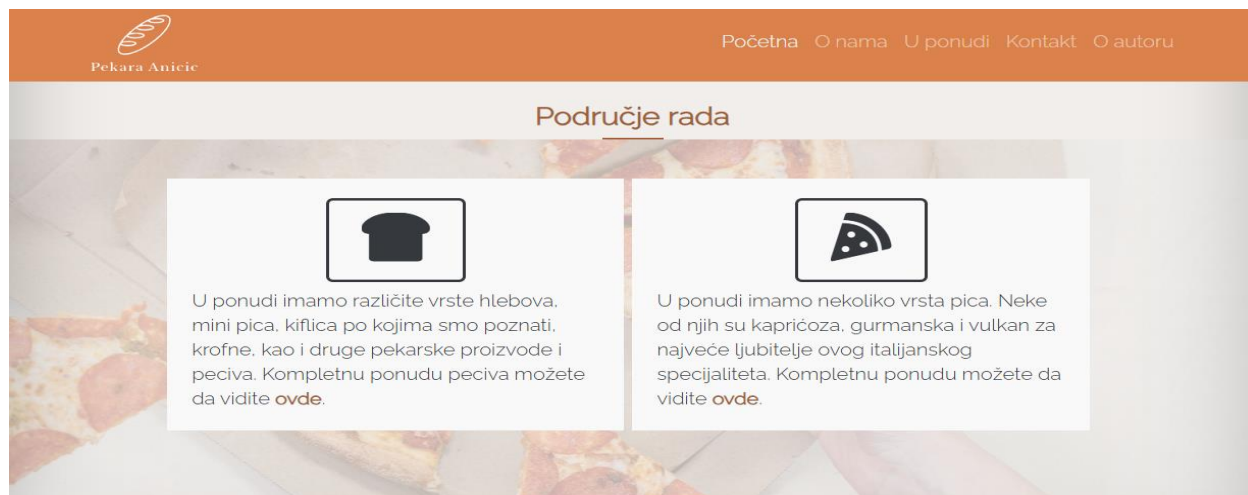 Pekara Anicic
Početna O nama U ponudi Kontakt O autoru
Područje rada
U ponudi imamo različite vrste hlebova,
mini pica, kiflica po kojima smo poznati,
krofne, kao i druge pekarske proizvode i
peciva. Kompletnu ponudu peciva možete
da vidite ovde.
U ponudi imamo nekoliko vrsta pica. Neke
od njih su kaprićoza, gurmanska i vulkan za
najveće ljubitelje ovog italijanskog
specijaliteta. Kompletnu ponudu možete da
vidite ovde.